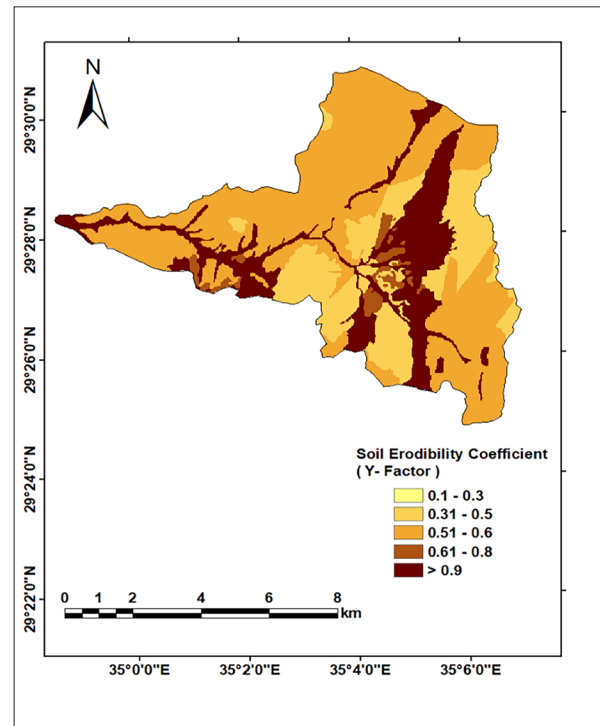 N
29°30'0"N
29°28'0"N
29°26'0"N
29°24'0"N
29°22'0"N
Soil Erodibility Coefficient
( Y- Factor )
0.1 - 0.3
0.31 - 0.5
0.51 - 0.6
0.61 - 0.8
> 0.9
0 1 2 4 6 8
km
35°0'0"E
35°2'0"E
35°4'0"E
35°6'0"E